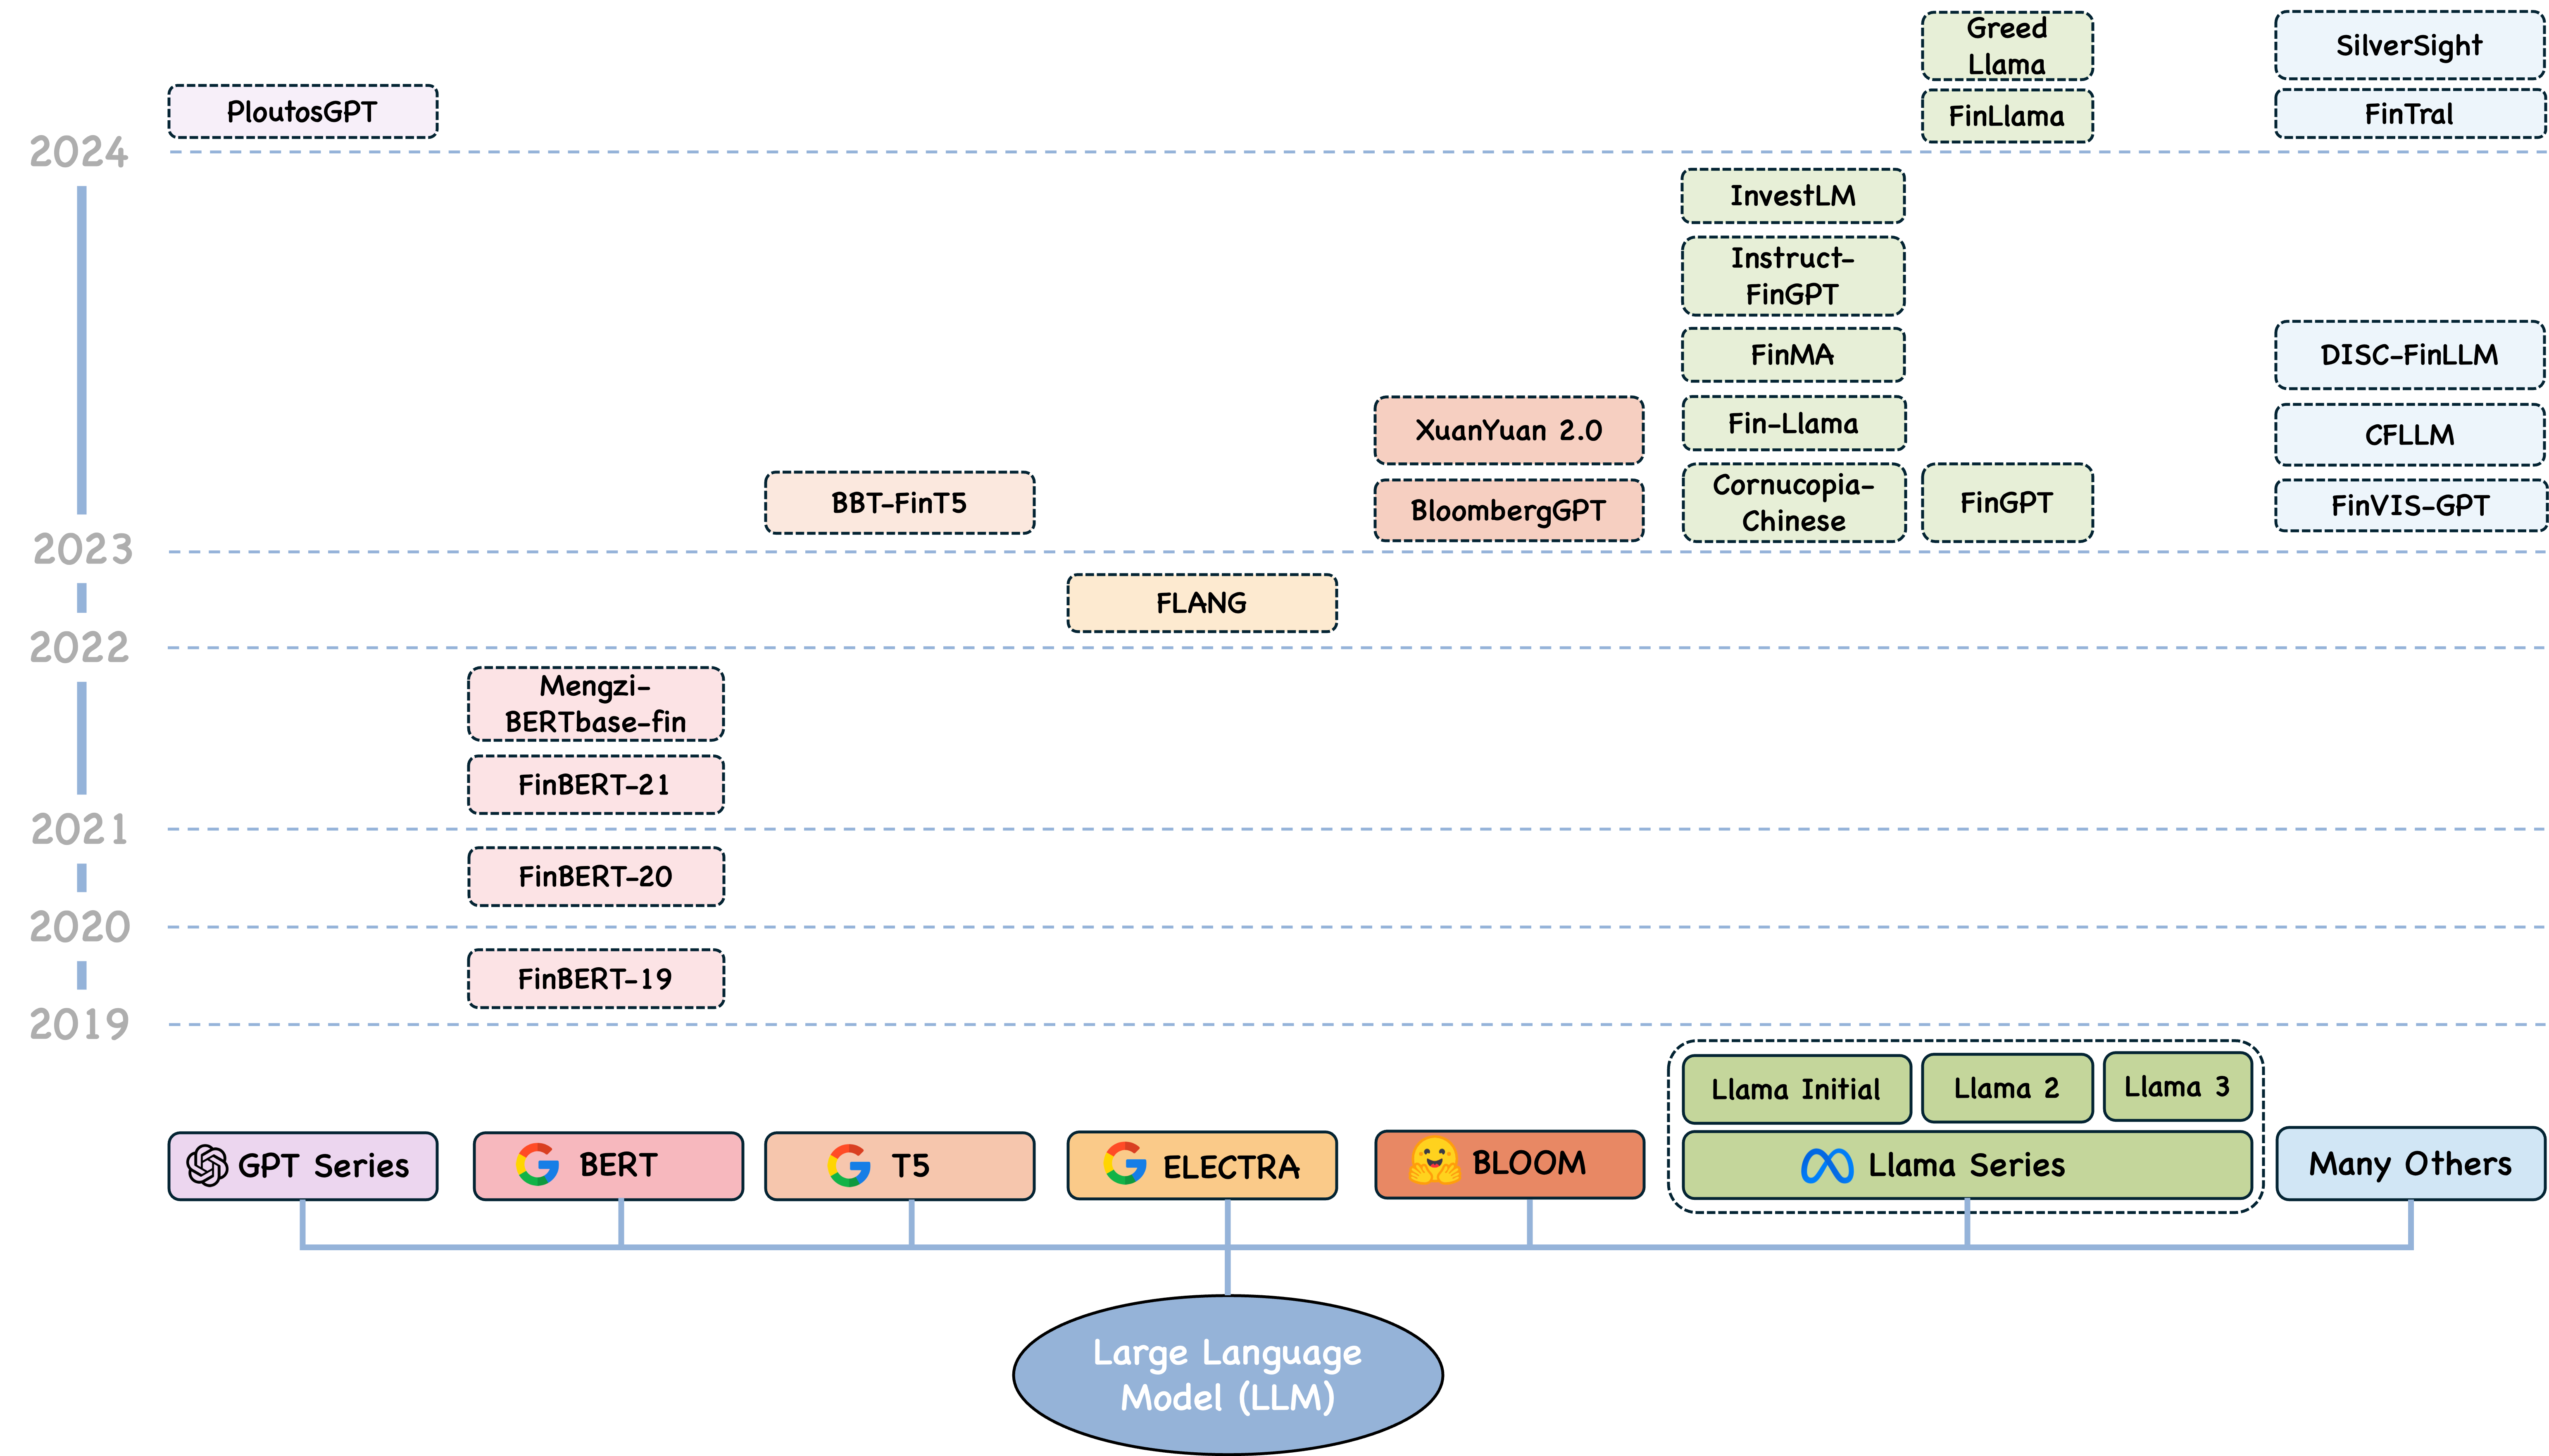 Greed
Llama
SilverSight
PloutosGPT
FinLlama
FinTral
2024
InvestLM
Instruct-
FinGPT
FinMA
DISC-FinLLM
XuanYuan 2.0
Fin-Llama
CFLLM
BBT-FinT5
BloombergGPT
Cornucopia-
Chinese
FinGPT
FinVIS-GPT
2023
FLANG
2022
Mengzi-
BERTbase-fin
FinBERT-21
2021
FinBERT-20
2020
FinBERT-19
2019
Llama Initial
Llama 2
Llama 3
GPT Series
BERT
T5
ELECTRA
BLOOM
Llama Series
Many Others
Large Language
Model (LLM)